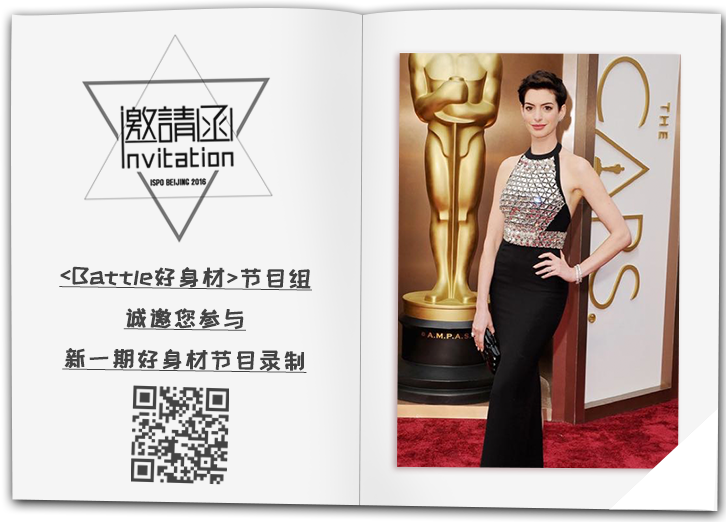 邀請函
Invitation
ISPO BEIJING 2016
<Battle好身材>节目组
诚邀您参与
新一期好身材节目录制
THE
OSCARS
©A.M.P.A.S.